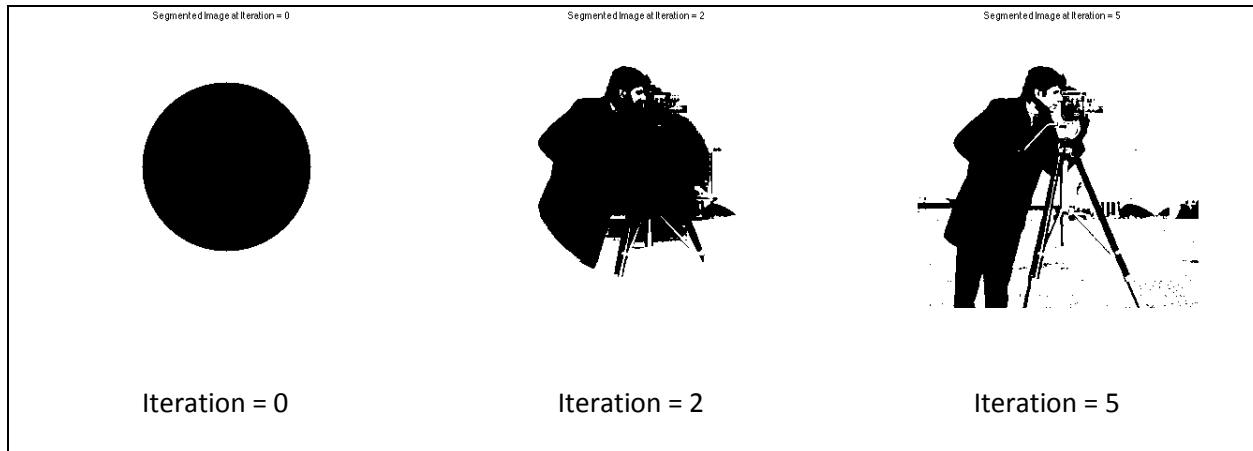 Segmented Image at Iteration = 0
Segmented Image at Iteration = 2
Segmented Image at Iteration = 5
Iteration = 0
Iteration = 2
Iteration = 5